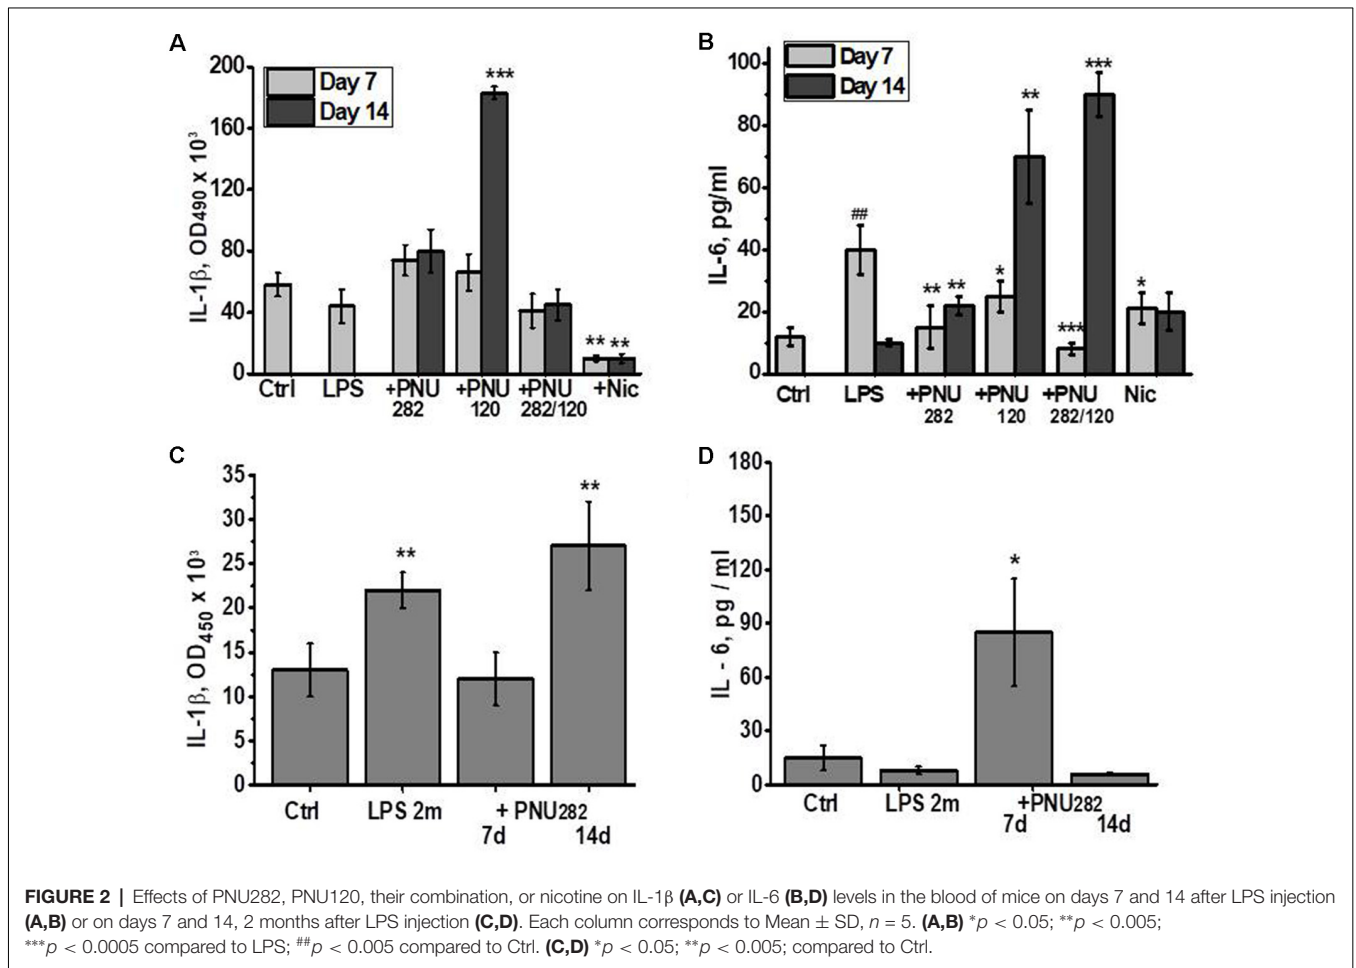 A
IL-1β, OD490 x 10³
200
160
120
80
40
0
Day 7
Day 14
***
** **
Ctrl LPS +PNU +PNU +PNU +Nic
282 120 282/120
B
IL-6, pg/ml
100
80
60
40
20
0
Day 7
Day 14
##
** **
* **
*** ***
*
Ctrl LPS +PNU +PNU +PNU Nic
282 120 282/120
C
IL-1β, OD450 x 10³
35
30
25
20
15
10
5
0
**
**
Ctrl LPS 2m + PNU282
7d 14d
D
IL - 6, pg / ml
180
150
120
90
60
30
0
*
Ctrl LPS 2m +PNU282
7d 14d
FIGURE 2 | Effects of PNU282, PNU120, their combination, or nicotine on IL-1β (A,C) or IL-6 (B,D) levels in the blood of mice on days 7 and 14 after LPS injection
(A,B) or on days 7 and 14, 2 months after LPS injection (C,D). Each column corresponds to Mean ± SD, n = 5. (A,B) *p < 0.05; **p < 0.005;
***p < 0.0005 compared to LPS; ##p < 0.005 compared to Ctrl. (C,D) *p < 0.05; **p < 0.005; compared to Ctrl.